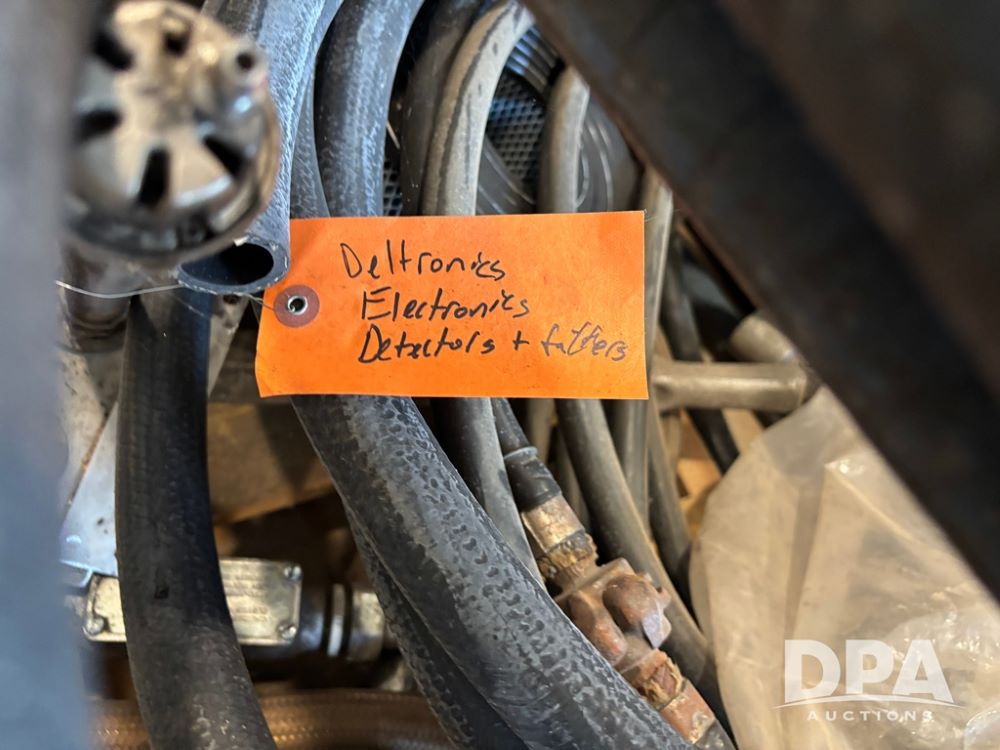 Deltronics
Electronics
Detectors + filters
DPA
AUCTIONS